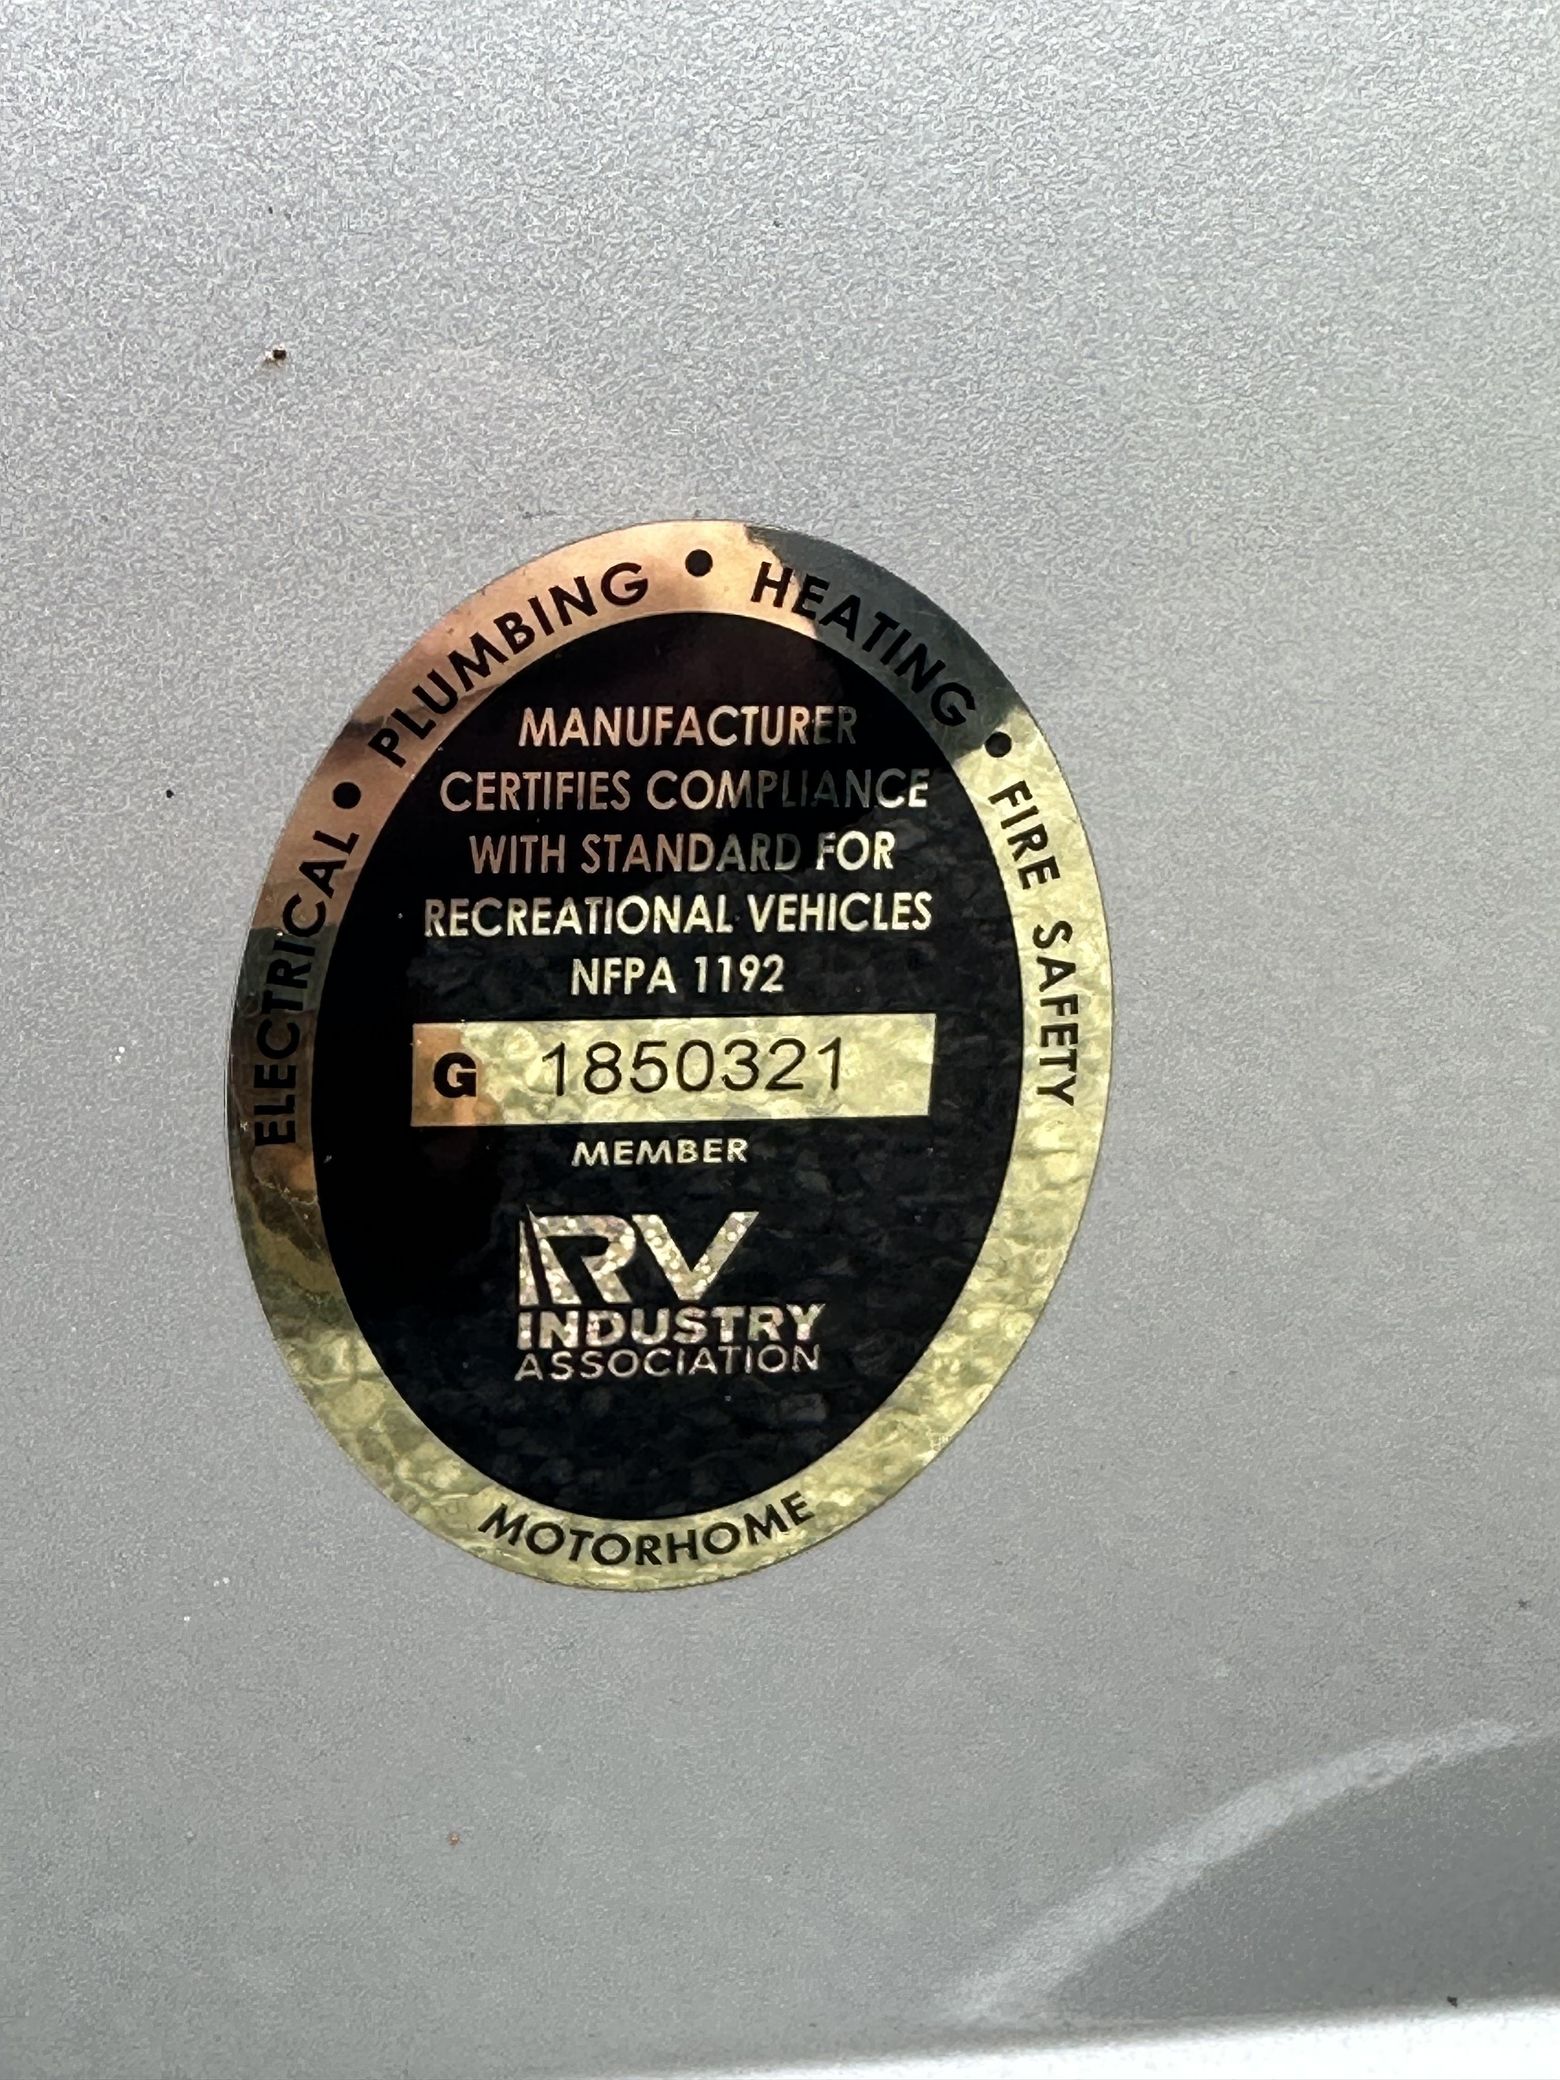 ELECTRICAL • PLUMBING • HEATING • FIRE SAFETY
MANUFACTURER
CERTIFIES COMPLIANCE
WITH STANDARD FOR
RECREATIONAL VEHICLES
NFPA 1192
G 1850321
MEMBER
RV
INDUSTRY
ASSOCIATION
MOTORHOME